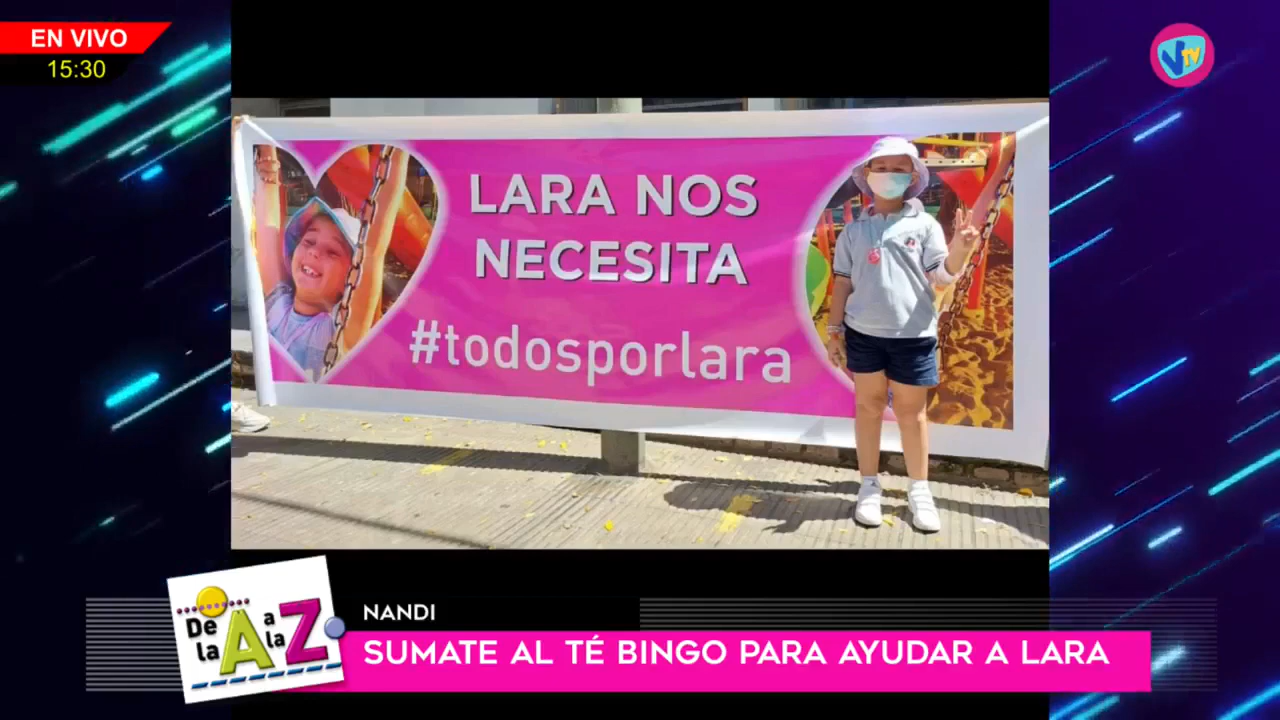 EN VIVO
15:30
VTV
LARA NOS
NECESITA
#todosporlara
De la A a la Z
NANDI
SUMATE AL TÉ BINGO PARA AYUDAR A LARA